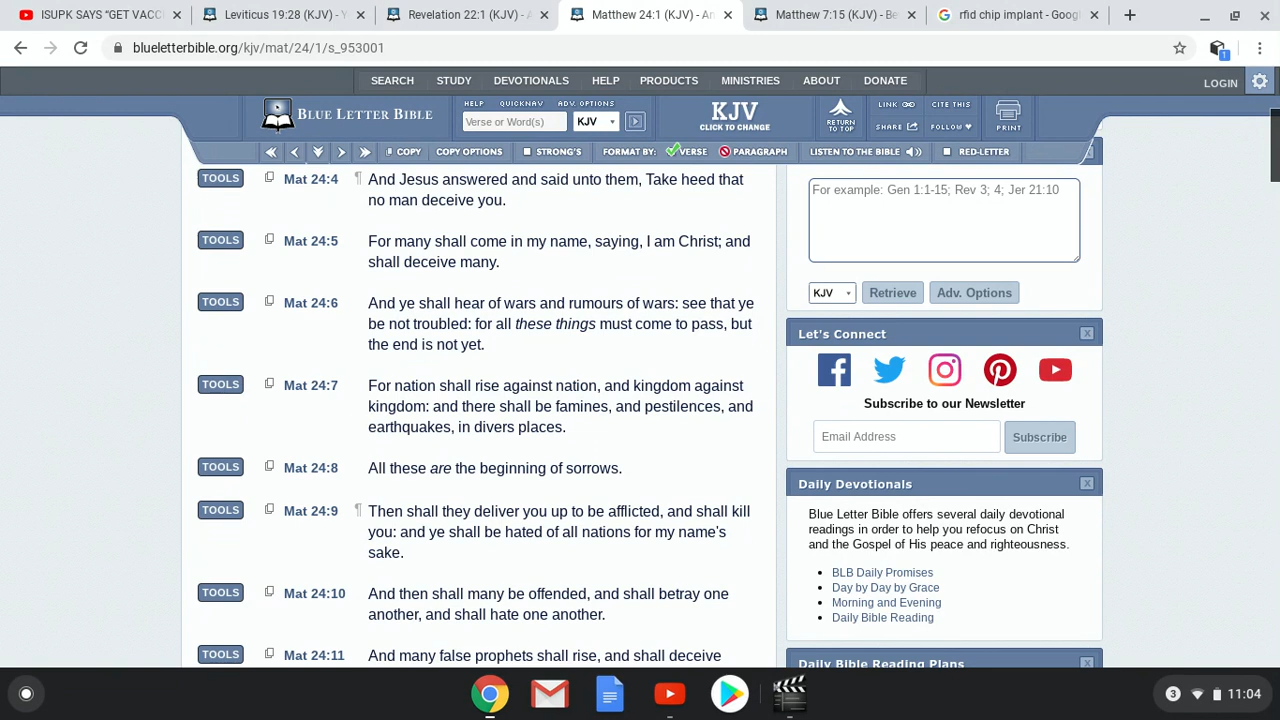 ISUPK SAYS “GET VACC
Leviticus 19:28 (KJV) - Y
Revelation 22:1 (KJV) - A
Matthew 24:1 (KJV) - An
Matthew 7:15 (KJV) - Be
rfid chip implant - Goog
blueletterbible.org/kjv/mat/24/1/s_953001
1
SEARCH STUDY DEVOTIONALS HELP PRODUCTS MINISTRIES ABOUT DONATE
LOGIN
BLUE LETTER BIBLE
HELP QUICKNAV ADV. OPTIONS
Verse or Word(s)
KJV
KJV
CLICK TO CHANGE
RETURN
TO TOP
LINK CITE THIS
SHARE FOLLOW
PRINT
COPY COPY OPTIONS STRONG'S FORMAT BY: VERSE PARAGRAPH LISTEN TO THE BIBLE RED-LETTER
TOOLS Mat 24:4 ¶ And Jesus answered and said unto them, Take heed that
no man deceive you.
TOOLS Mat 24:5 For many shall come in my name, saying, I am Christ; and
shall deceive many.
TOOLS Mat 24:6 And ye shall hear of wars and rumours of wars: see that ye
be not troubled: for all these things must come to pass, but
the end is not yet.
TOOLS Mat 24:7 For nation shall rise against nation, and kingdom against
kingdom: and there shall be famines, and pestilences, and
earthquakes, in divers places.
TOOLS Mat 24:8 All these are the beginning of sorrows.
TOOLS Mat 24:9 ¶ Then shall they deliver you up to be afflicted, and shall kill
you: and ye shall be hated of all nations for my name's
sake.
TOOLS Mat 24:10 And then shall many be offended, and shall betray one
another, and shall hate one another.
TOOLS Mat 24:11 And many false prophets shall rise, and shall deceive
For example: Gen 1:1-15; Rev 3; 4; Jer 21:10
KJV Retrieve Adv. Options
Let's Connect X
Subscribe to our Newsletter
Email Address Subscribe
Daily Devotionals X
Blue Letter Bible offers several daily devotional
readings in order to help you refocus on Christ
and the Gospel of His peace and righteousness.
BLB Daily Promises
Day by Day by Grace
Morning and Evening
Daily Bible Reading
Daily Bible Reading Plans X
3 11:04